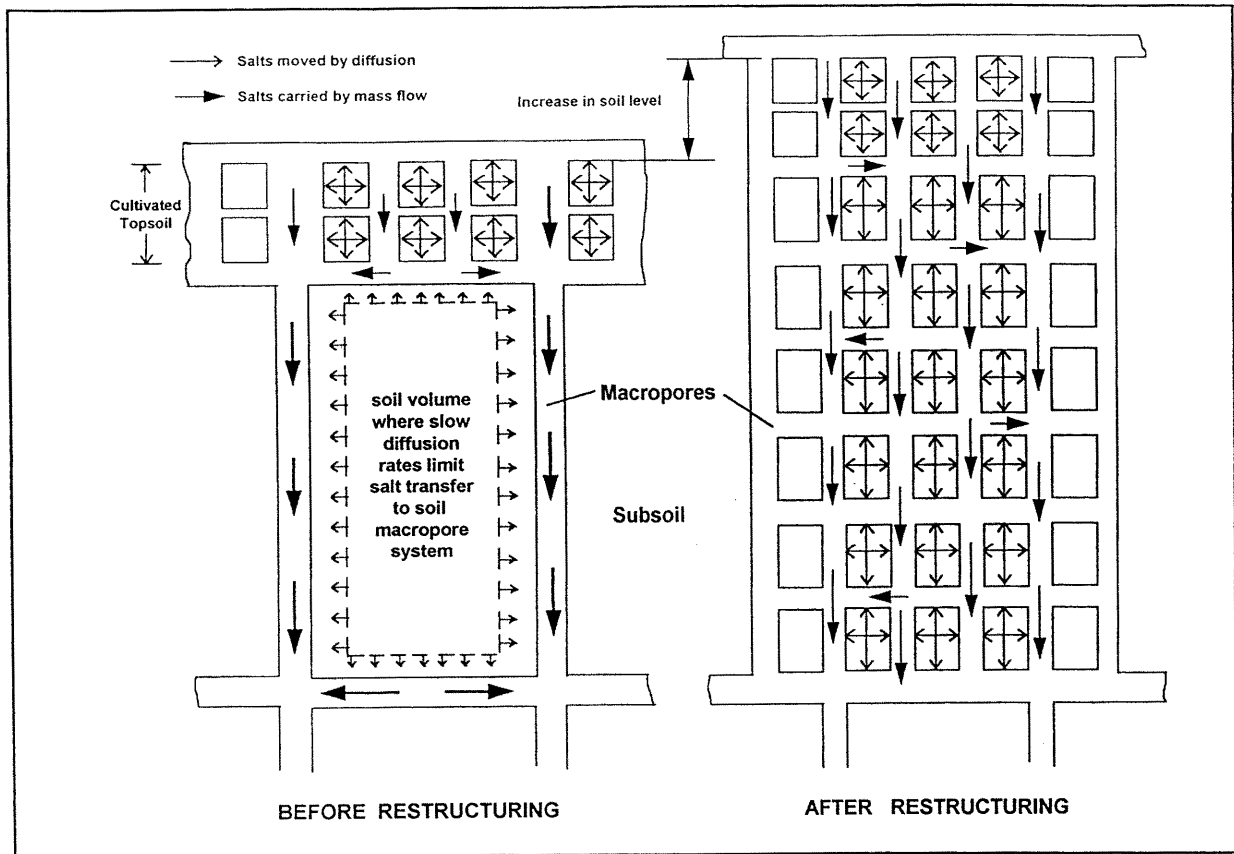 Salts moved by diffusion
Salts carried by mass flow
Increase in soil level
Cultivated
Topsoil
soil volume
where slow
diffusion
rates limit
salt transfer
to soil
macropore
system
Macropores
Subsoil
BEFORE RESTRUCTURING
AFTER RESTRUCTURING